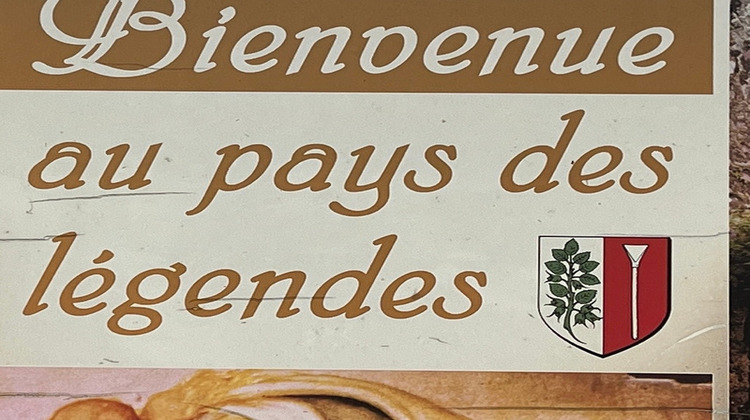 Bienvenue
au pays des
légendes